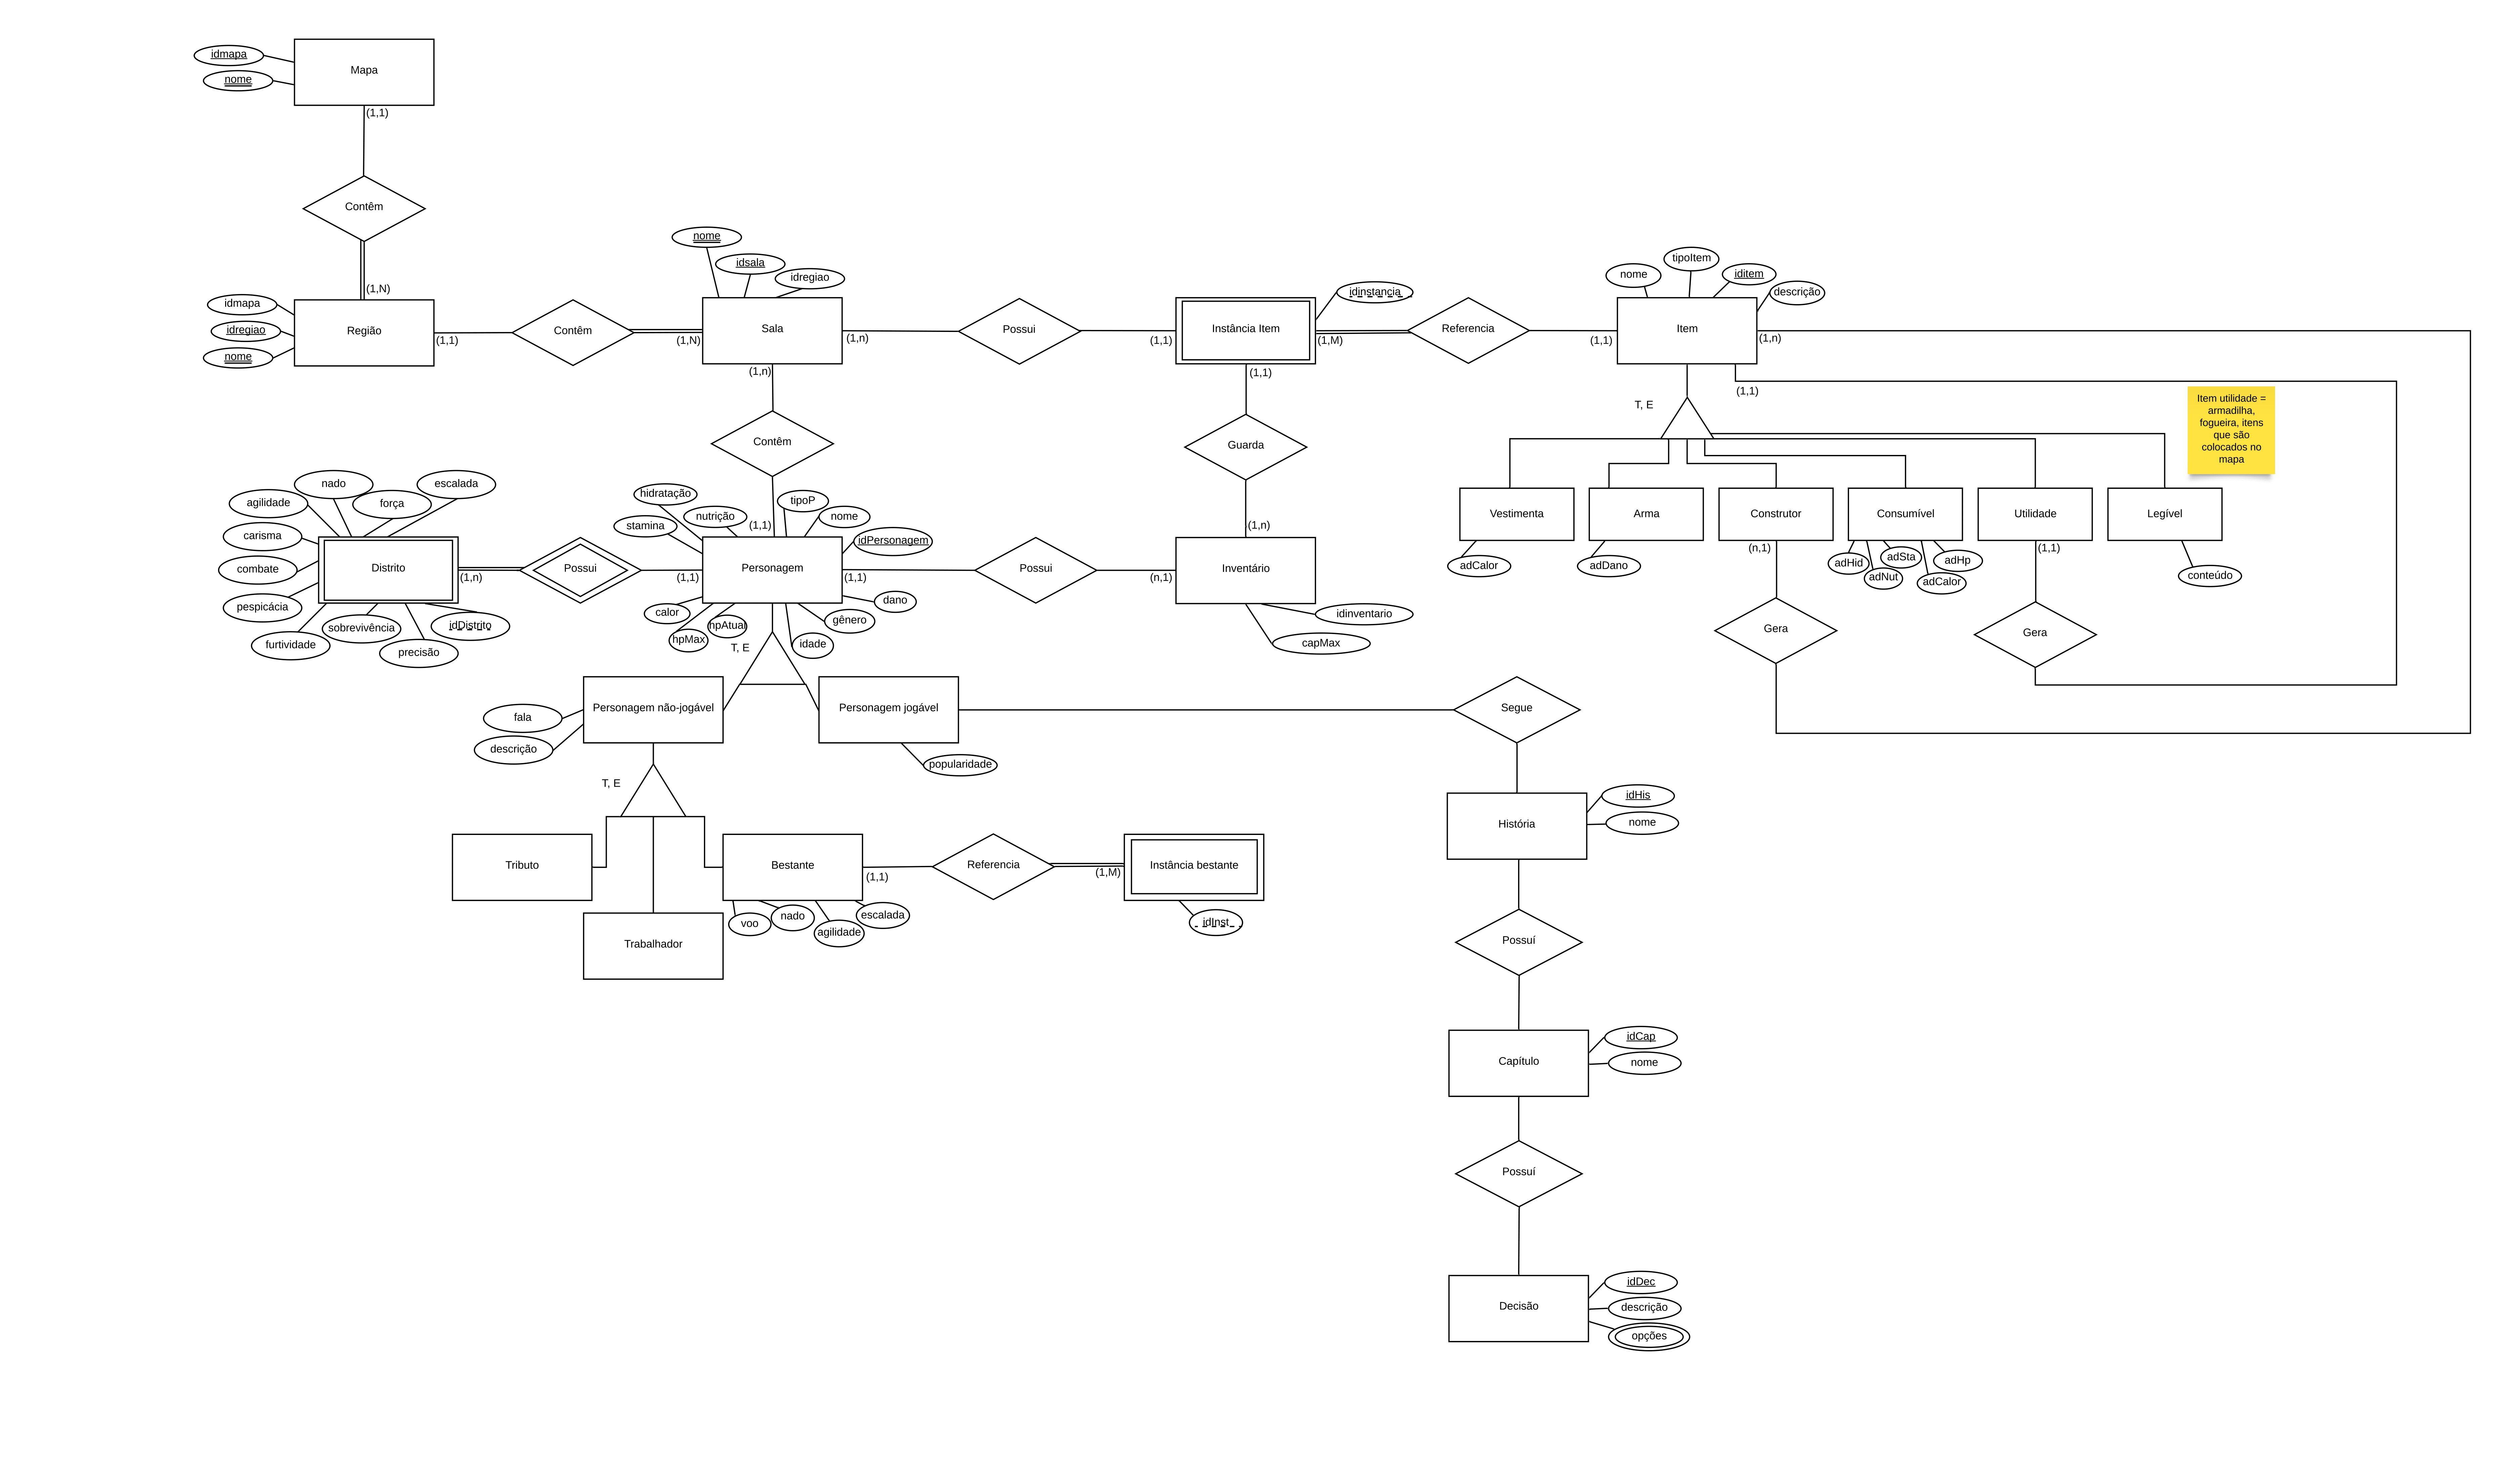 idmapa
nome
Mapa
(1,1)
Contêm
(1,N)
idmapa
idregiao
nome
Região
(1,1)
Contêm
(1,N)
nome
idsala
idregiao
Sala
(1,n)
(1,n)
Possui
(1,1)
Instância Item
idinstancia
(1,M)
Referencia
(1,1)
nome
tipoItem
iditem
descrição
Item
(1,n)
(1,1)
T, E
Item utilidade =
armadilha,
fogueira, itens
que são
colocados no
mapa
Contêm
(1,1)
(1,1)
Guarda
(1,n)
Vestimenta
Arma
Construtor
Consumível
Utilidade
Legível
adCalor
adDano
(n,1)
adHid
adNut
adSta
adCalor
adHp
(1,1)
conteúdo
Gera
Gera
nado
escalada
agilidade
força
carisma
combate
pespicácia
furtividade
sobrevivência
precisão
idDistrito
Distrito
(1,n)
Possui
(1,1)
hidratação
stamina
nutrição
tipoP
nome
idPersonagem
Personagem
(1,1)
calor
hpMax
hpAtual
idade
gênero
dano
Possui
(n,1)
Inventário
idinventario
capMax
T, E
Personagem não-jogável
Personagem jogável
fala
descrição
popularidade
Segue
T, E
Tributo
Bestante
Trabalhador
voo
nado
agilidade
escalada
(1,1)
Referencia
(1,M)
Instância bestante
idInst
História
idHis
nome
Possuí
Capítulo
idCap
nome
Possuí
Decisão
idDec
descrição
opções